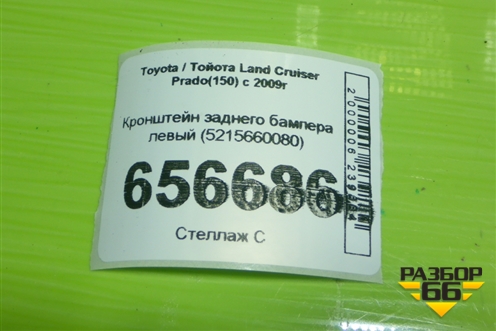 Toyota / Тойота Land Cruiser
Prado(150) с 2009г
Кронштейн заднего бампера
левый (5215660080)
656686
Стеллаж С
РАЗБОР
66